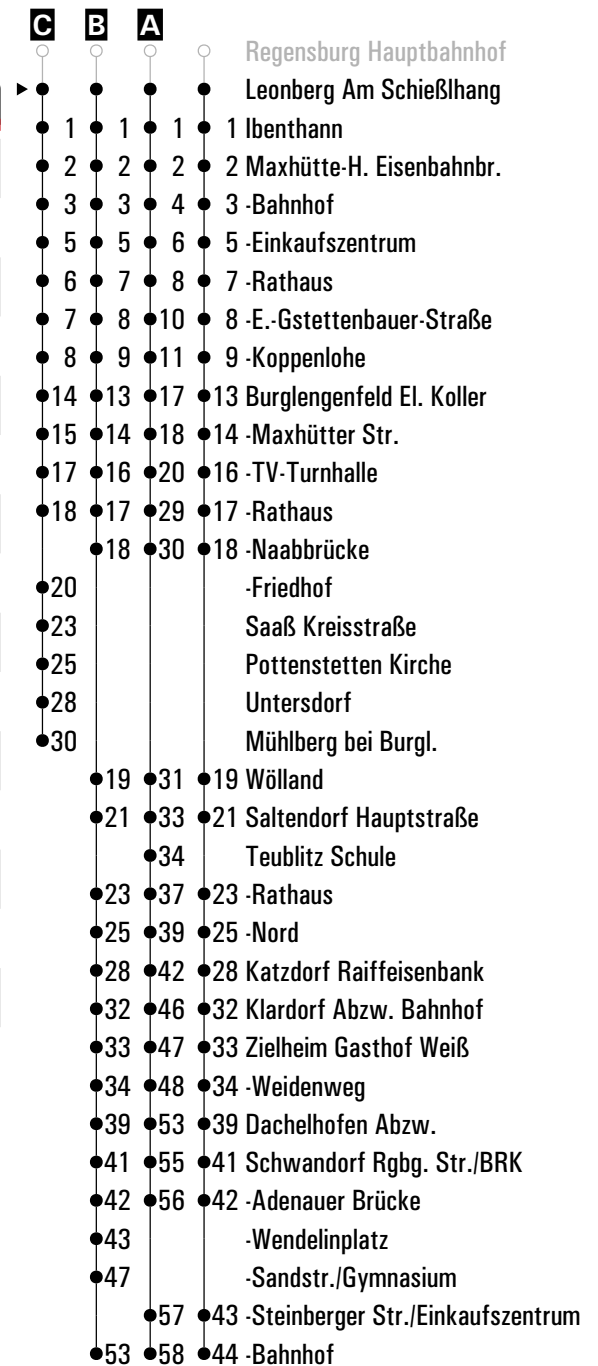 C B A
Regensburg Hauptbahnhof
Leonberg Am Schießlhang
1 1 1 1 Ibenthann
2 2 2 2 Maxhütte-H. Eisenbahnbr.
3 3 4 3 -Bahnhof
5 5 6 5 -Einkaufszentrum
6 7 8 7 -Rathaus
7 8 10 8 -E.-Gstettenbauer-Straße
8 9 11 9 -Koppenlohe
14 13 17 13 Burglengenfeld El. Koller
15 14 18 14 -Maxhütter Str.
17 16 20 16 -TV-Turnhalle
18 17 29 17 -Rathaus
18 30 18 -Naabbrücke
20 -Friedhof
23 Saaß Kreisstraße
25 Pottenstetten Kirche
28 Untersdorf
30 Mühlberg bei Burgl.
19 31 19 Wölland
21 33 21 Saltendorf Hauptstraße
34 Teublitz Schule
23 37 23 -Rathaus
25 39 25 -Nord
28 42 28 Katzdorf Raiffeisenbank
32 46 32 Klardorf Abzw. Bahnhof
33 47 33 Zielheim Gasthof Weiß
34 48 34 -Weidenweg
39 53 39 Dachelhofen Abzw.
41 55 41 Schwandorf Rgbg. Str./BRK
42 56 42 -Adenauer Brücke
43 -Wendelinplatz
47 -Sandstr./Gymnasium
57 43 -Steinberger Str./Einkaufszentrum
53 58 44 -Bahnhof